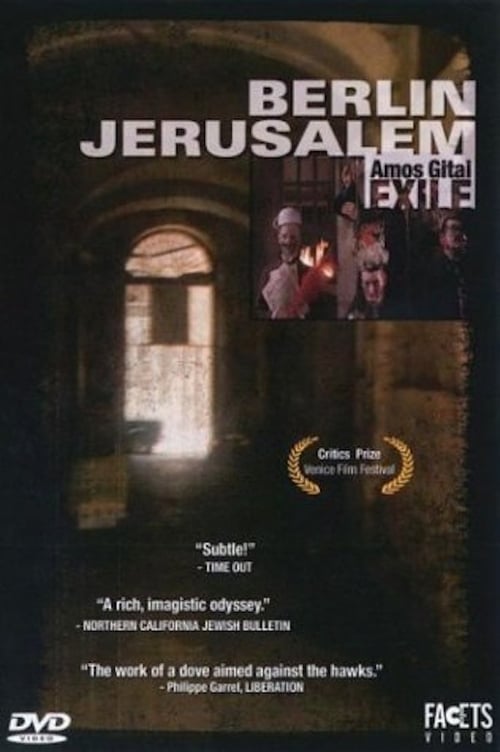 BERLIN
JERUSALEM
Amos Gitai
EXILE
Critics Prize
Venice Film Festival
“Subtle!”
- TIME OUT
“A rich, imagistic odyssey.”
- NORTHERN CALIFORNIA JEWISH BULLETIN
“The work of a dove aimed against the hawks.”
- Philippe Garrel, LIBERATION
DVD
VIDEO
FACETS
VIDEO